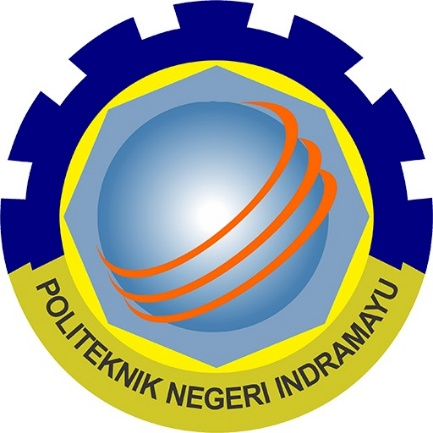 POLITEKNIK NEGERI INDRAMAYU